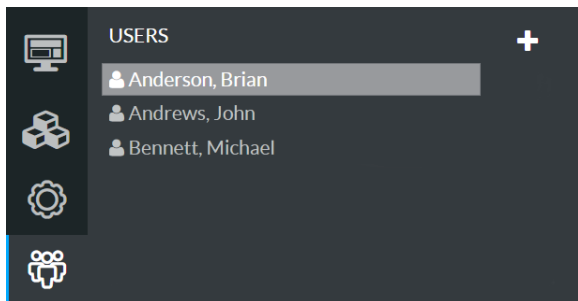 USERS
Anderson, Brian
Andrews, John
Bennett, Michael